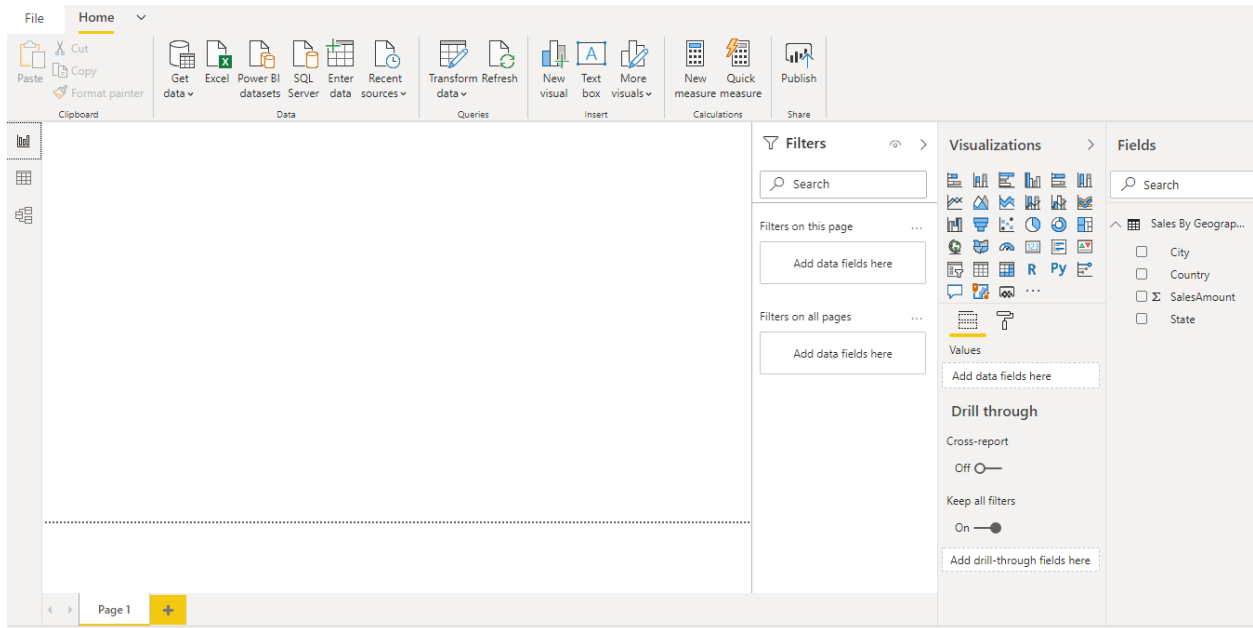 File Home
Paste
Cut
Copy
Format painter
Clipboard
Get data
Excel
Power BI datasets
SQL Server
Enter data
Recent sources
Data
Transform data
Refresh
Queries
New visual
Text box
More visuals
Insert
New measure
Quick measure
Calculations
Publish
Share
Filters
Search
Filters on this page ...
Add data fields here
Filters on all pages ...
Add data fields here
Visualizations
123
R Py
...
Values
Add data fields here
Drill through
Cross-report
Off
Keep all filters
On
Add drill-through fields here
Fields
Search
Sales By Geograp...
City
Country
Σ SalesAmount
State
Page 1
+